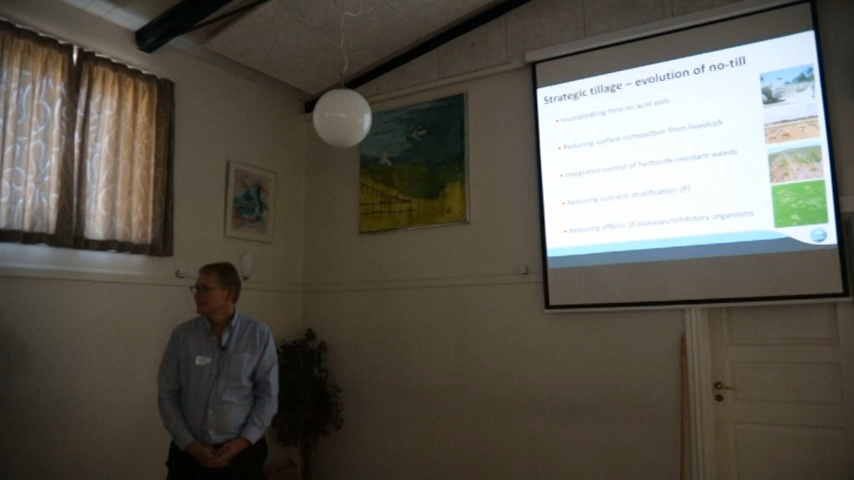 Strategic tillage – evolution of no-till
• Incorporating lime on acid soils
• Reducing surface compaction from livestock
• Integrated control of herbicide resistant weeds
• Reducing nutrient stratification (P)
• Reducing effects of diseases/inhibitory organisms